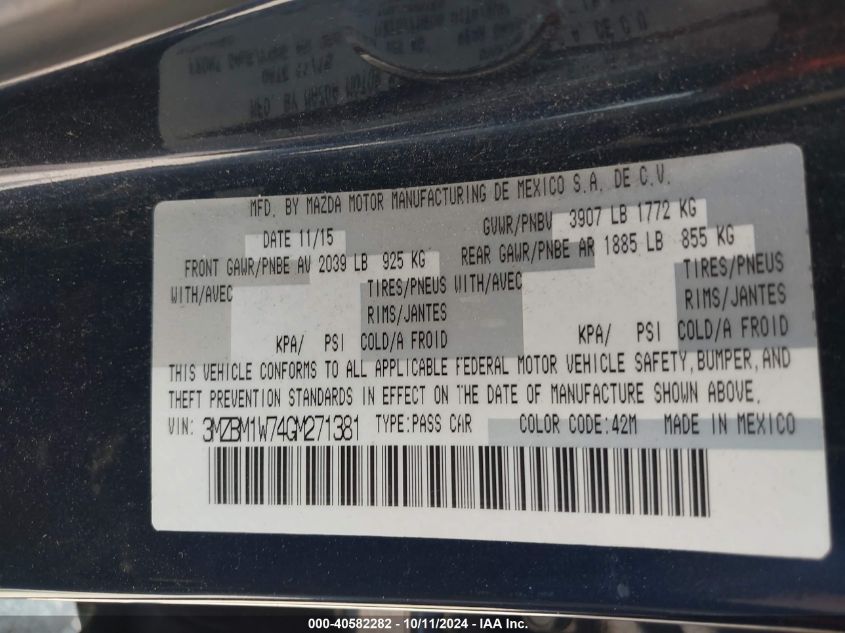 MFD. BY MAZDA MOTOR MANUFACTURING DE MEXICO S.A. DE C.V.
DATE 11/15 GVWR/PNBV 3907 LB 1772 KG
FRONT GAWR/PNBE AV 2039 LB 925 KG REAR GAWR/PNBE AR 1885 LB 855 KG
WITH/AVEC TIRES/PNEUS WITH/AVEC TIRES/PNEUS
RIMS/JANTES RIMS/JANTES
KPA/ PSI COLD/A FROID KPA/ PSI COLD/A FROID
THIS VEHICLE CONFORMS TO ALL APPLICABLE FEDERAL MOTOR VEHICLE SAFETY, BUMPER, AND
THEFT PREVENTION STANDARDS IN EFFECT ON THE DATE OF MANUFACTURE SHOWN ABOVE.
VIN: 3MZBM1W74GM271381 TYPE:PASS CAR COLOR CODE:42M MADE IN MEXICO
000-40582282 - 10/11/2024 - IAA Inc.